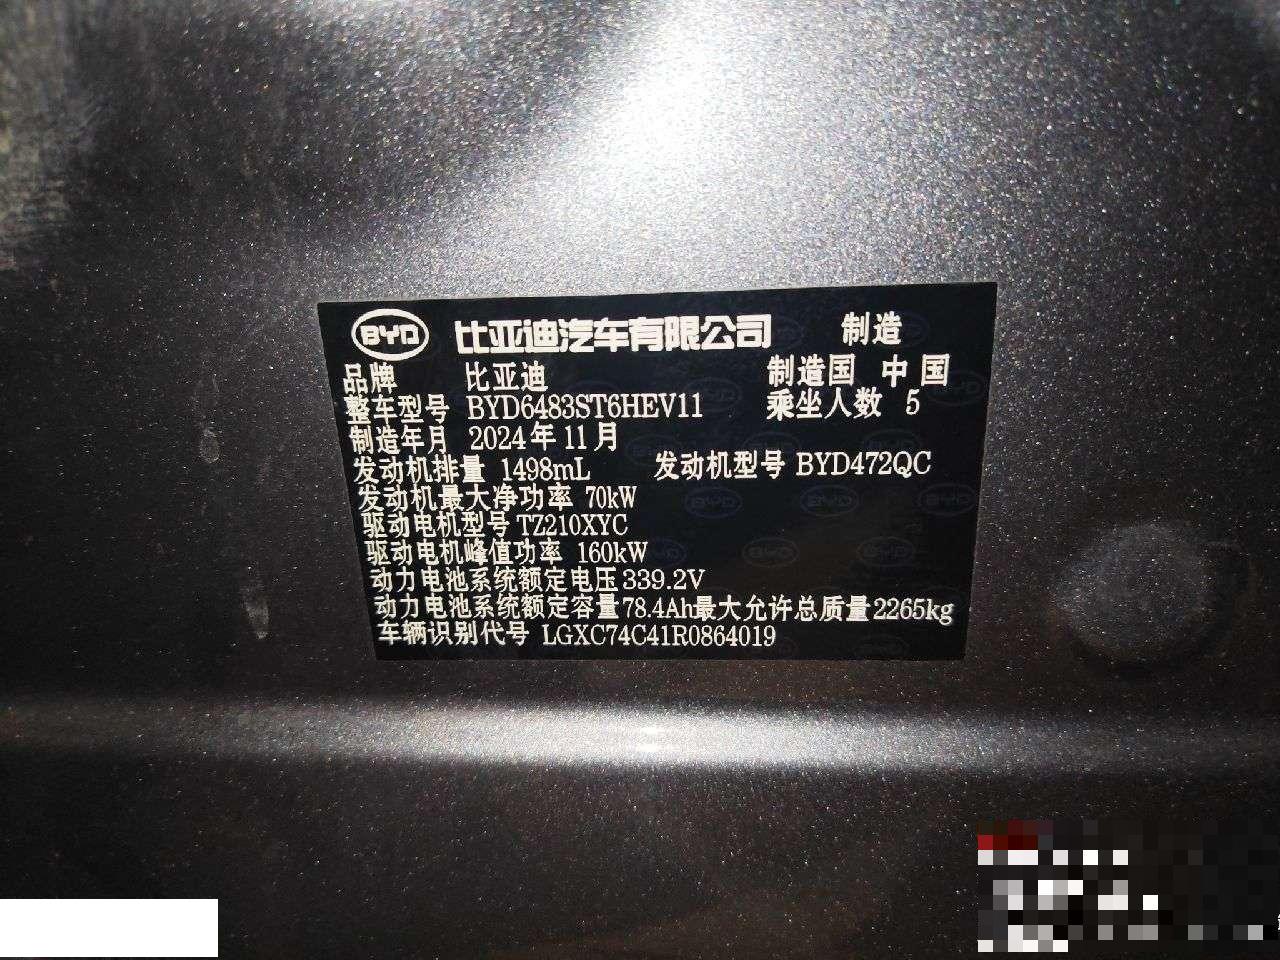 BYD 比亚迪汽车有限公司 制造
品牌 比亚迪 制造国 中国
整车型号 BYD6483ST6HEV11 乘坐人数 5
制造年月 2024年11月
发动机排量 1498mL 发动机型号 BYD472QC
发动机最大净功率 70kW
驱动电机型号 TZ210XYC
驱动电机峰值功率 160kW
动力电池系统额定电压 339.2V
动力电池系统额定容量 78.4Ah 最大允许总质量 2265kg
车辆识别代号 LGXC74C41R0864019